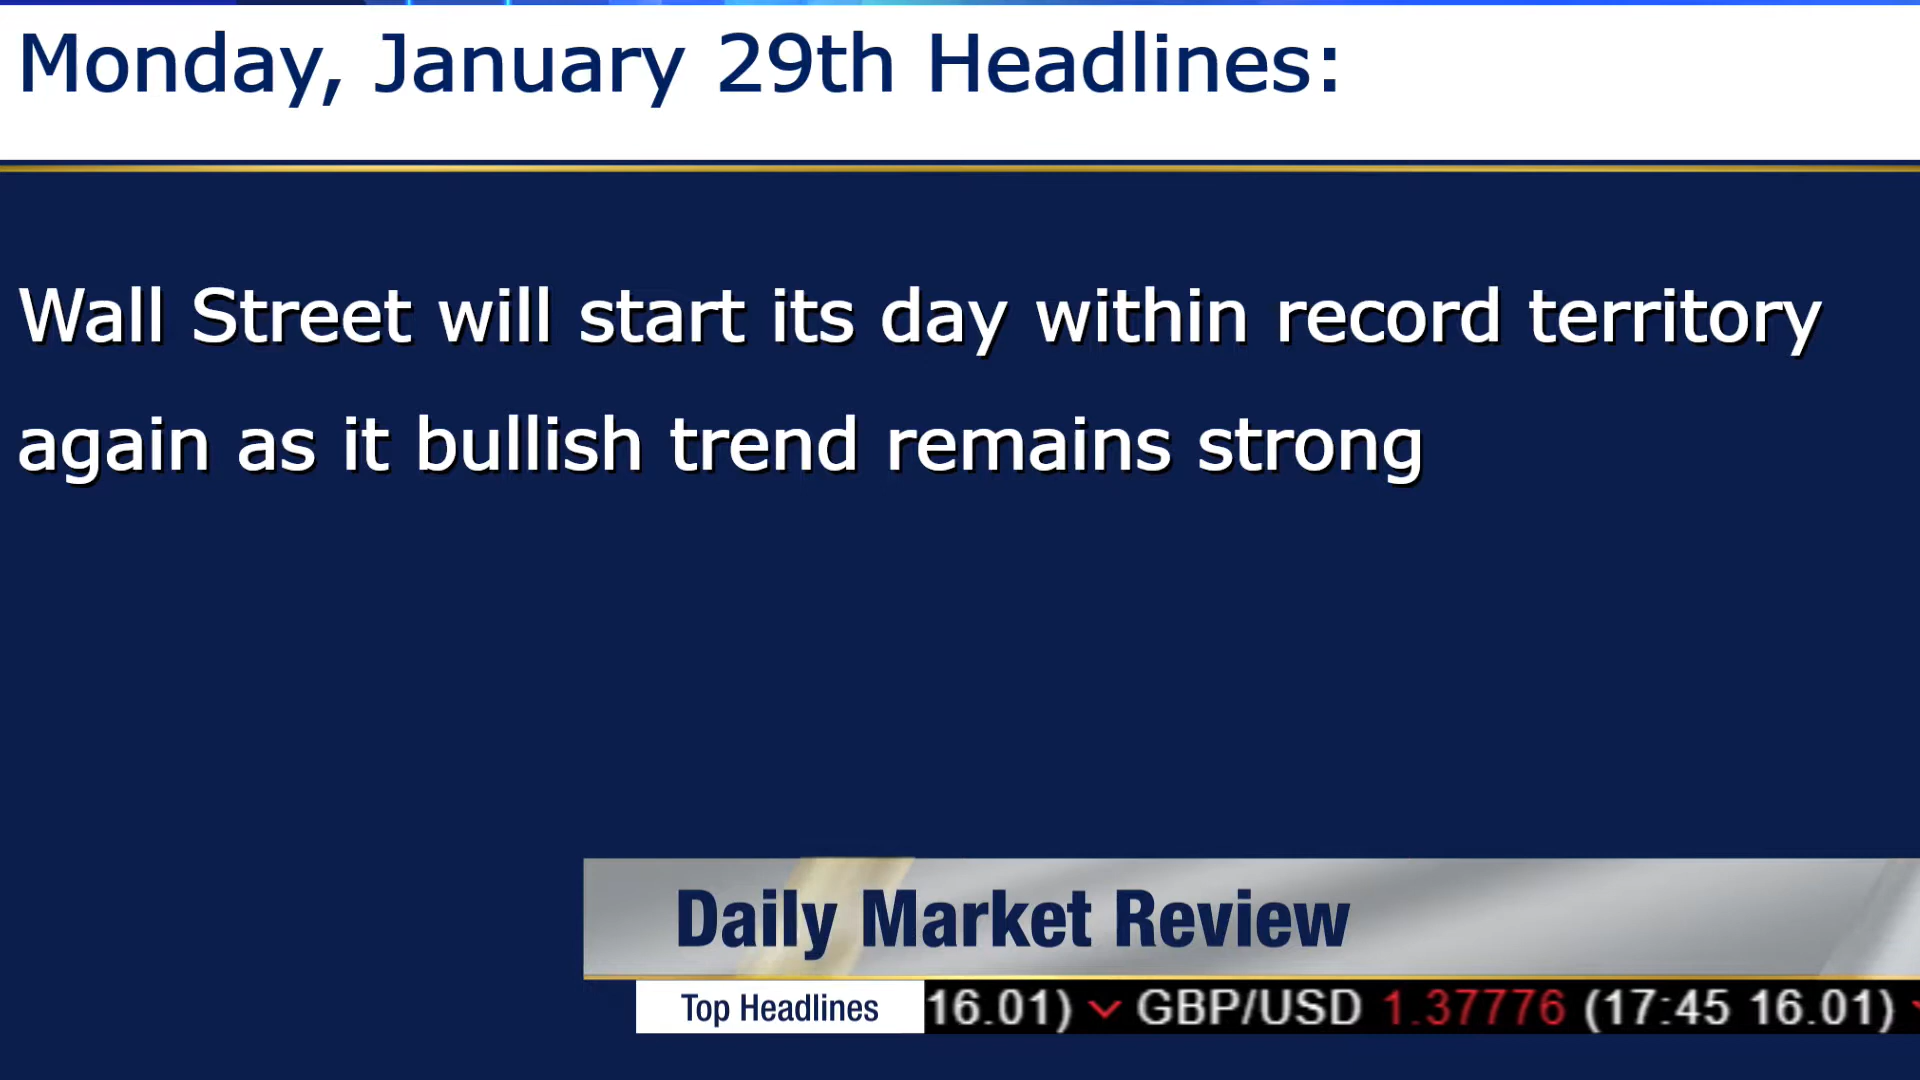 Monday, January 29th Headlines:
Wall Street will start its day within record territory
again as it bullish trend remains strong
Daily Market Review
Top Headlines
16.01) GBP/USD 1.37776 (17:45 16.01)